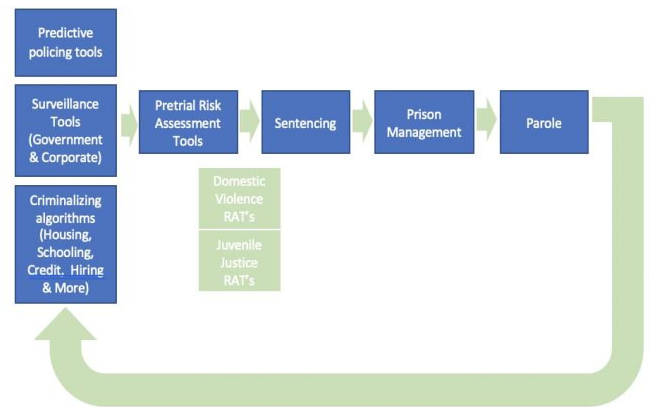 Predictive
policing tools
Surveillance
Tools
(Government
& Corporate)
Criminalizing
algorithms
(Housing,
Schooling,
Credit. Hiring
& More)
Pretrial Risk
Assessment
Tools
Sentencing
Prison
Management
Parole
Domestic
Violence
RAT's
Juvenile
Justice
RAT's